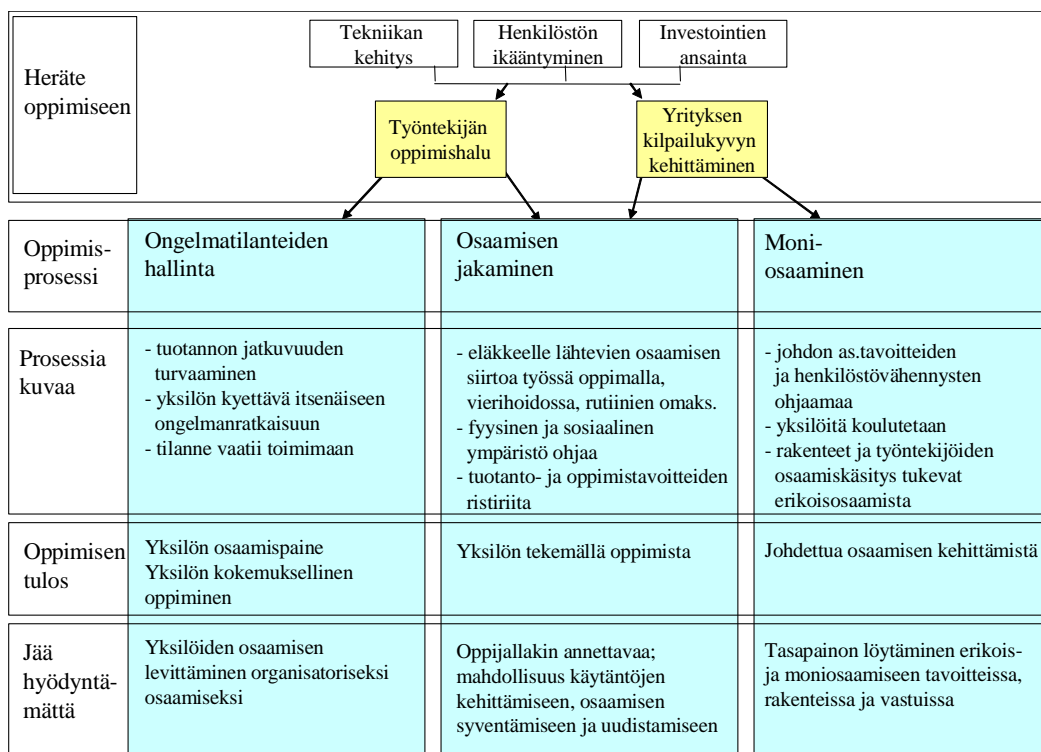 Tekniikan
kehitys
Henkilöstön
ikääntyminen
Investointien
ansainta
Heräte
oppimiseen
Työntekijän
oppimishalu
Yrityksen
kilpailukyvyn
kehittäminen
Oppimis-
prosessi
Ongelmatilanteiden
hallinta
Osaamisen
jakaminen
Moni-
osaaminen
Prosessia
kuvaa
- tuotannon jatkuvuuden
turvaaminen
- yksilön kyettävä itsenäiseen
ongelmanratkaisuun
- tilanne vaatii toimimaan
- eläkkeelle lähtevien osaamisen
siirtoa työssä oppimalla,
vierihoidossa, rutiinien omaks.
- fyysinen ja sosiaalinen
ympäristö ohjaa
- tuotanto- ja oppimistavoitteiden
ristiriita
- johdon as.tavoitteiden
ja henkilöstövähennysten
ohjaamaa
- yksilöitä koulutetaan
- rakenteet ja työntekijöiden
osaamiskäsitys tukevat
erikoisosaamista
Oppimisen
tulos
Yksilön osaamispaine
Yksilön kokemuksellinen
oppiminen
Yksilön tekemällä oppimista
Johdettua osaamisen kehittämistä
Jää
hyödyntä-
mättä
Yksilöiden osaamisen
levittäminen organisatoriseksi
osaamiseksi
Oppijallakin annettavaa;
mahdollisuus käytäntöjen
kehittämiseen, osaamisen
syventämiseen ja uudistamiseen
Tasapainon löytäminen erikois-
ja moniosaamiseen tavoitteissa,
rakenteissa ja vastuissa